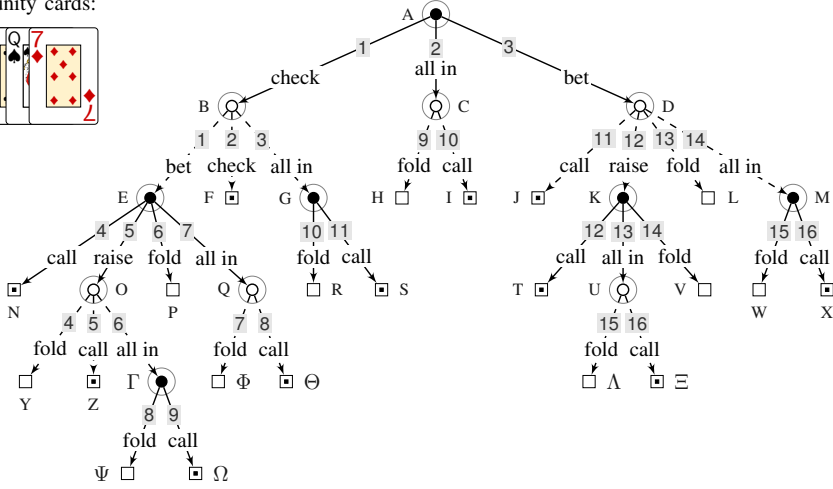 nity cards:
Q 7
7
A
1 2 3
check all in bet
B C D
1 2 3 9 10 11 12 13 14
bet check all in fold call call raise fold all in
E F G H I J K L M
4 5 6 7 10 11 12 13 14 15 16
call raise fold all in fold call call all in fold fold call
N O P Q R S T U V W X
4 5 6 7 8 15 16
fold call all in fold call fold call
Y Z Γ Φ Θ Λ Ξ
8 9
fold call
Ψ Ω